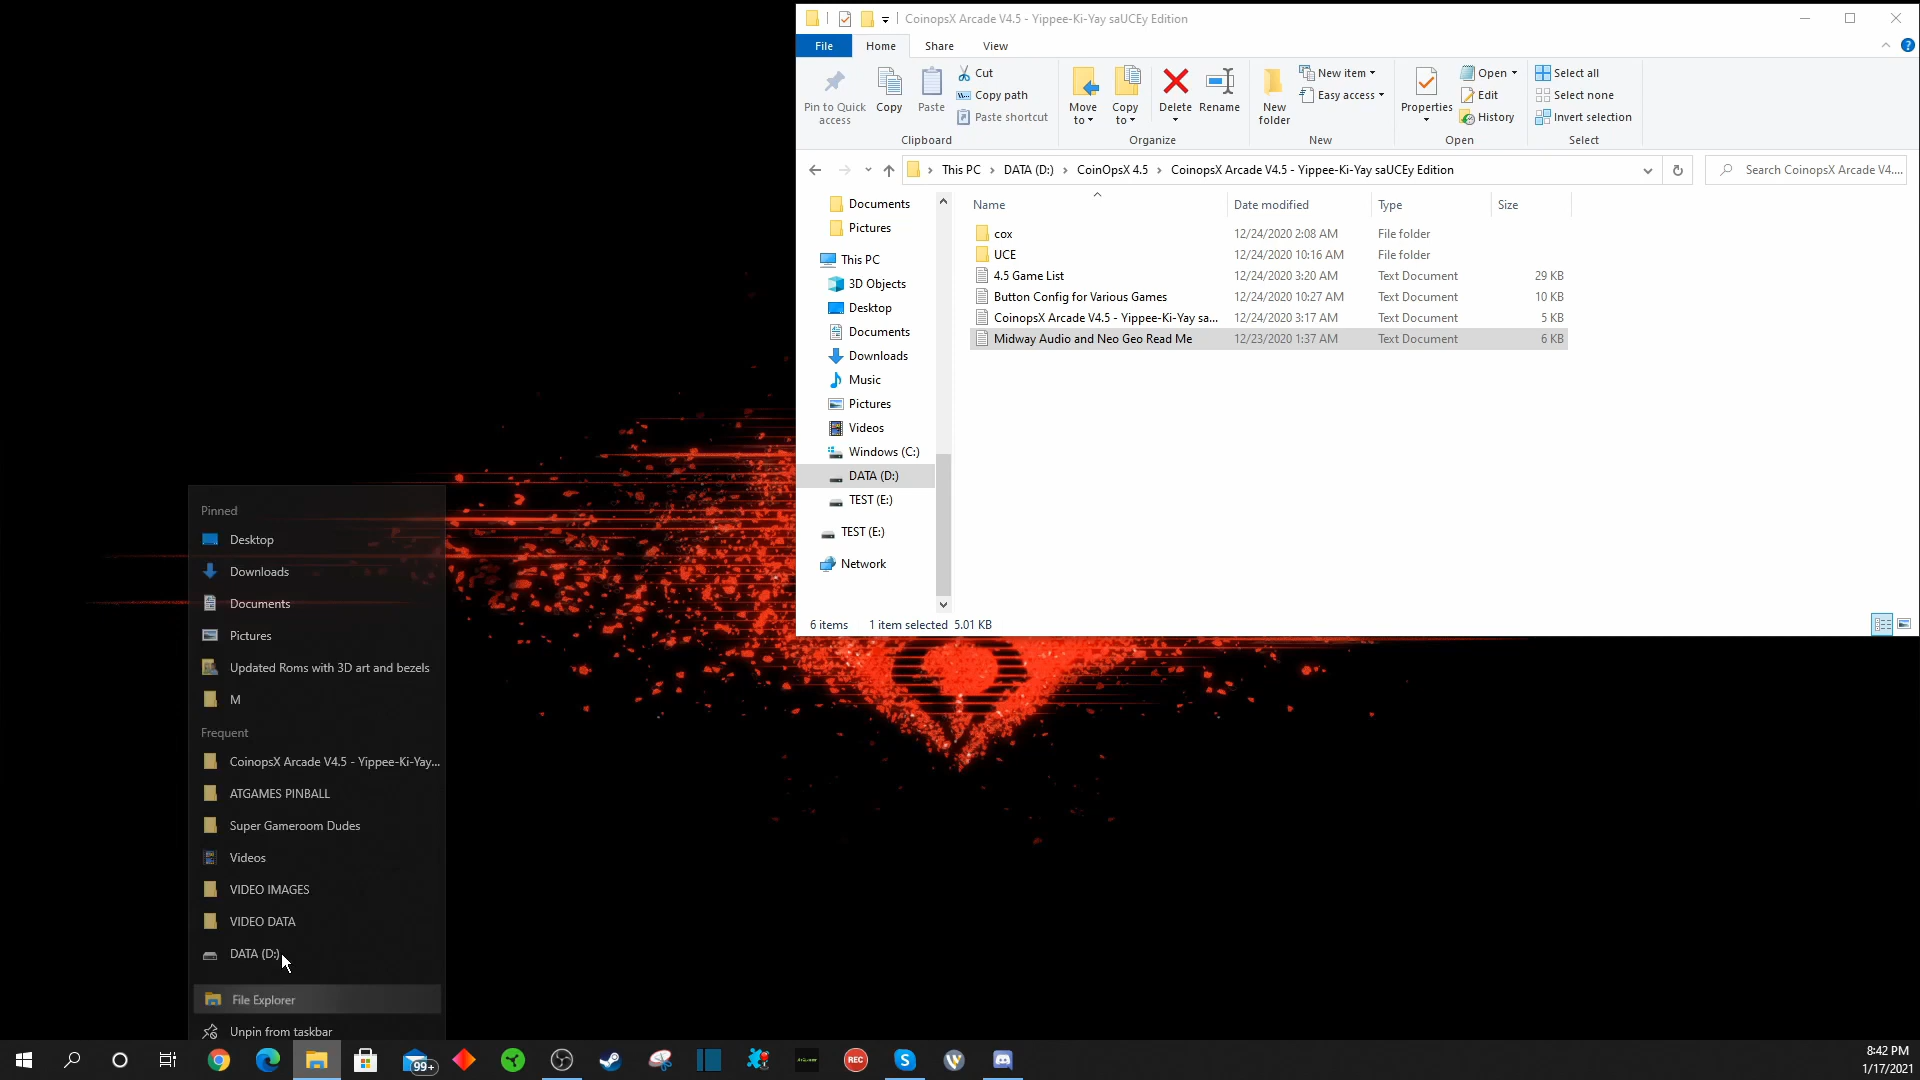 CoinopsX Arcade V4.5 - Yippee-Ki-Yay saUCEy Edition
File Home Share View
Pin to Quick access
Copy
Paste
Cut
Copy path
Paste shortcut
Clipboard
Move to
Copy to
Delete
Rename
Organize
New folder
New item
Easy access
New
Properties
Open
Edit
History
Open
Select all
Select none
Invert selection
Select
This PC DATA (D:) CoinOpsX 4.5 CoinopsX Arcade V4.5 - Yippee-Ki-Yay saUCEy Edition
Search CoinopsX Arcade V4....
Documents
Pictures
This PC
3D Objects
Desktop
Documents
Downloads
Music
Pictures
Videos
Windows (C:)
DATA (D:)
TEST (E:)
TEST (E:)
Network
Name Date modified Type Size
cox 12/24/2020 2:08 AM File folder
UCE 12/24/2020 10:16 AM File folder
4.5 Game List 12/24/2020 3:20 AM Text Document 29 KB
Button Config for Various Games 12/24/2020 10:27 AM Text Document 10 KB
CoinopsX Arcade V4.5 - Yippee-Ki-Yay sa... 12/24/2020 3:17 AM Text Document 5 KB
Midway Audio and Neo Geo Read Me 12/23/2020 1:37 AM Text Document 6 KB
6 items 1 item selected 5.01 KB
Pinned
Desktop
Downloads
Documents
Pictures
Updated Roms with 3D art and bezels
M
Frequent
CoinopsX Arcade V4.5 - Yippee-Ki-Yay...
ATGAMES PINBALL
Super Gameroom Dudes
Videos
VIDEO IMAGES
VIDEO DATA
DATA (D:)
File Explorer
Unpin from taskbar
99+
REC
8:42 PM
1/17/2021